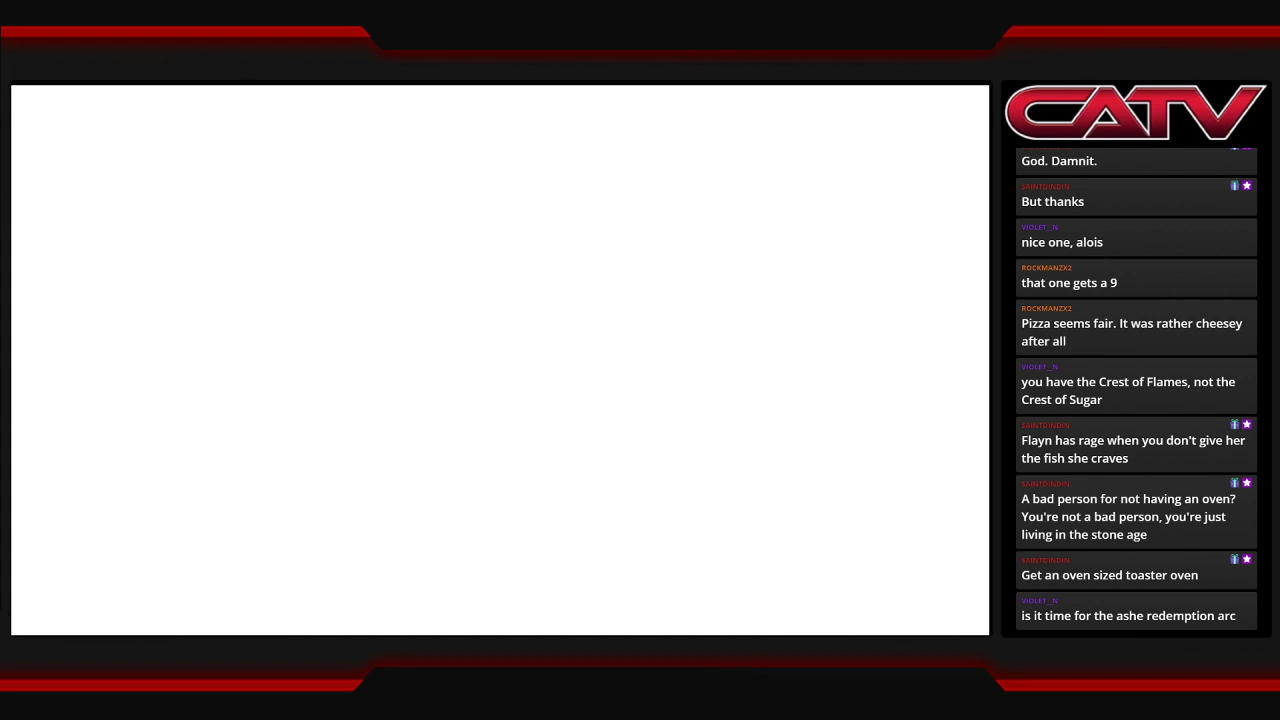 CATV
God. Damnit.
SAINTDINDIN
But thanks
VIOLET__N
nice one, alois
ROCKMANZX2
that one gets a 9
ROCKMANZX2
Pizza seems fair. It was rather cheesey
after all
VIOLET__N
you have the Crest of Flames, not the
Crest of Sugar
SAINTDINDIN
Flayn has rage when you don't give her
the fish she craves
SAINTDINDIN
A bad person for not having an oven?
You're not a bad person, you're just
living in the stone age
SAINTDINDIN
Get an oven sized toaster oven
VIOLET__N
is it time for the ashe redemption arc